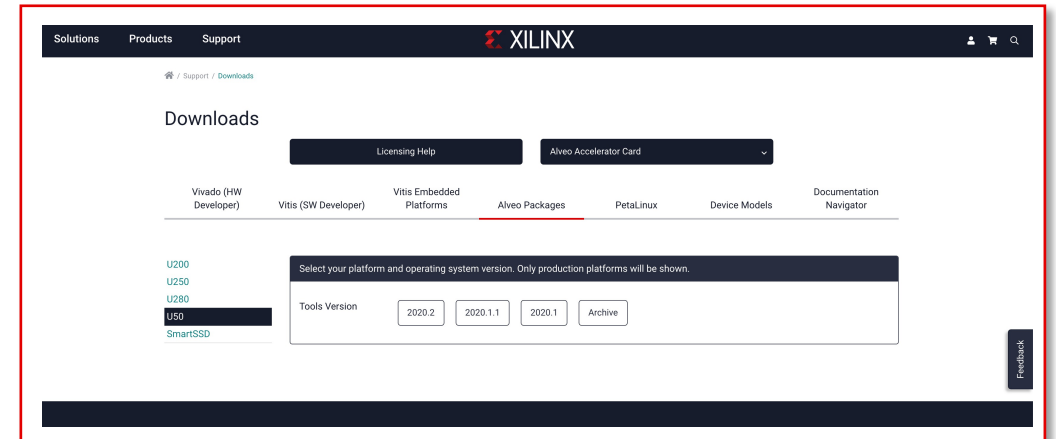 Solutions Products Support XILINX
/ Support / Downloads
Downloads
Licensing Help Alveo Accelerator Card
Vivado (HW Developer) Vitis (SW Developer) Vitis Embedded Platforms Alveo Packages PetaLinux Device Models Documentation Navigator
U200
U250
U280
U50
SmartSSD
Select your platform and operating system version. Only production platforms will be shown.
Tools Version 2020.2 2020.1.1 2020.1 Archive
Feedback